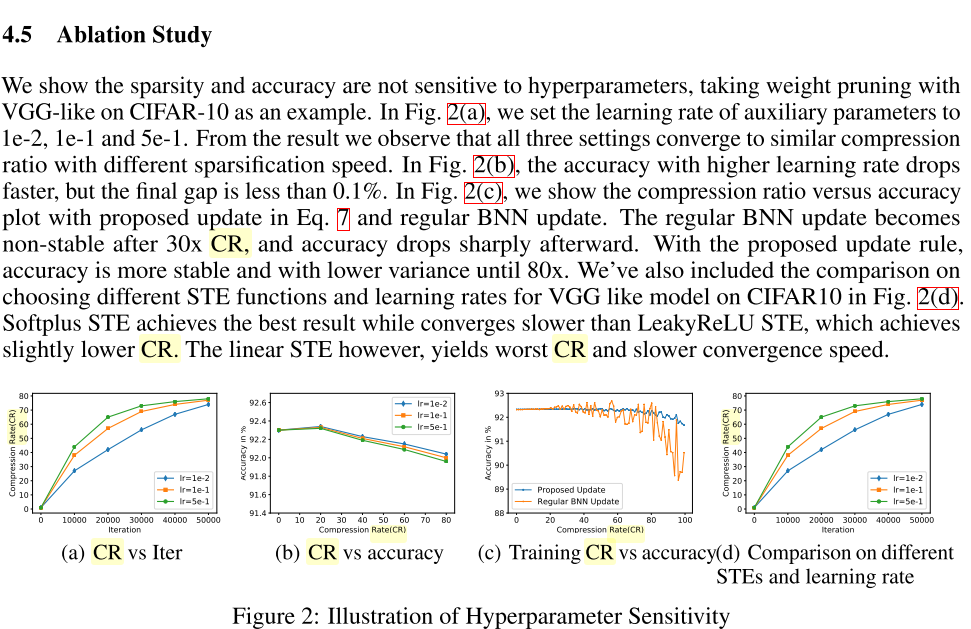 4.5 Ablation Study
We show the sparsity and accuracy are not sensitive to hyperparameters, taking weight pruning with
VGG-like on CIFAR-10 as an example. In Fig. 2(a), we set the learning rate of auxiliary parameters to
1e-2, 1e-1 and 5e-1. From the result we observe that all three settings converge to similar compression
ratio with different sparsification speed. In Fig. 2(b), the accuracy with higher learning rate drops
faster, but the final gap is less than 0.1%. In Fig. 2(c), we show the compression ratio versus accuracy
plot with proposed update in Eq. 7 and regular BNN update. The regular BNN update becomes
non-stable after 30x CR, and accuracy drops sharply afterward. With the proposed update rule,
accuracy is more stable and with lower variance until 80x. We've also included the comparison on
choosing different STE functions and learning rates for VGG like model on CIFAR10 in Fig. 2(d).
Softplus STE achieves the best result while converges slower than LeakyReLU STE, which achieves
slightly lower CR. The linear STE however, yields worst CR and slower convergence speed.
Compression Rate(CR)
80
70
60
50
40
30
20
10
0
lr=1e-2
lr=1e-1
lr=5e-1
0 10000 20000 30000 40000 50000
Iteration
(a) CR vs Iter
Accuracy in %
92.6
92.4
92.2
92.0
91.8
91.6
91.4
lr=1e-2
lr=1e-1
lr=5e-1
0 10 20 30 40 50 60 70 80
Compression Rate(CR)
(b) CR vs accuracy
Accuracy in %
93
92
91
90
89
88
Proposed Update
Regular BNN Update
0 20 40 60 80 100
Compression Rate(CR)
(c) Training CR vs accuracy
Compression Rate(CR)
80
70
60
50
40
30
20
10
0
lr=1e-2
lr=1e-1
lr=5e-1
0 10000 20000 30000 40000 50000
Iteration
(d) Comparison on different
STEs and learning rate
Figure 2: Illustration of Hyperparameter Sensitivity